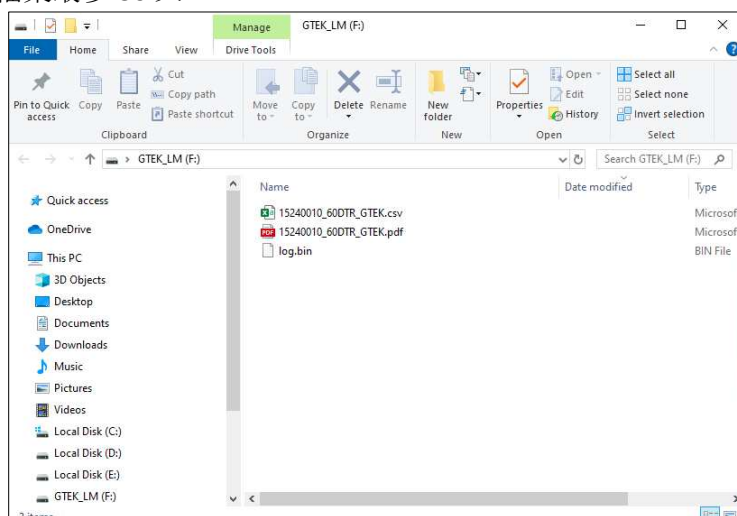 Manage
GTEK_LM (F:)
File
Home
Share
View
Drive Tools
Pin to Quick access
Copy
Paste
Cut
Copy path
Paste shortcut
Clipboard
Move to
Copy to
Delete
Rename
Organize
New folder
New
Properties
Open
Edit
History
Open
Select all
Select none
Invert selection
Select
GTEK_LM (F:)
Search GTEK_LM (F:)
Quick access
OneDrive
This PC
3D Objects
Desktop
Documents
Downloads
Music
Pictures
Videos
Local Disk (C:)
Local Disk (D:)
Local Disk (E:)
GTEK_LM (F:)
Name
Date modified
Type
15240010_60DTR_GTEK.csv
Microsof
15240010_60DTR_GTEK.pdf
Microsof
log.bin
BIN File